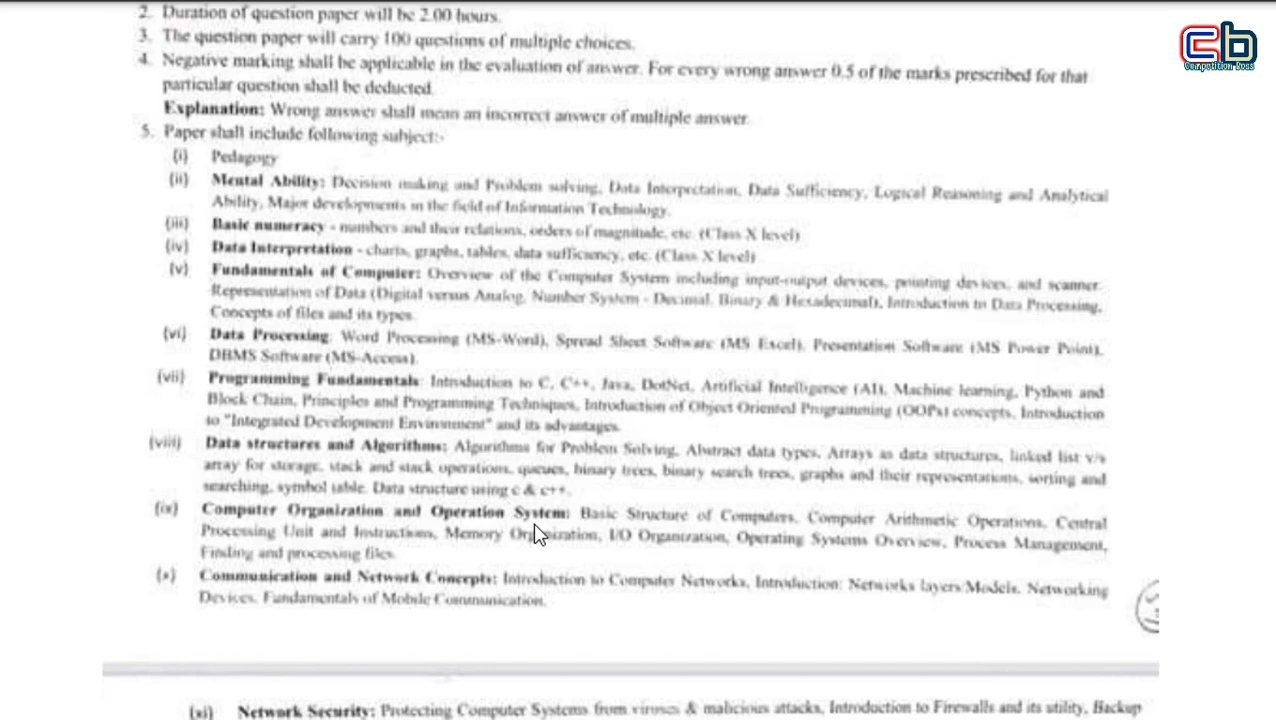 2. Duration of question paper will be 2.00 hours.
3. The question paper will carry 100 questions of multiple choices.
4. Negative marking shall be applicable in the evaluation of answer. For every wrong answer 0.5 of the marks prescribed for that
particular question shall be deducted.
Explanation: Wrong answer shall mean an incorrect answer of multiple answer.
5. Paper shall include following subject:-
(i) Pedagogy
(ii) Mental Ability: Decision making and Problem solving, Data Interpretation, Data Sufficiency, Logical Reasoning and Analytical
Ability, Major developments in the field of Information Technology.
(iii) Basic numeracy - numbers and their relations, orders of magnitude, etc. (Class X level)
(iv) Data Interpretation - charts, graphs, tables, data sufficiency, etc. (Class X level)
(v) Fundamentals of Computer: Overview of the Computer System including input-output devices, pointing devices, and scanner.
Representation of Data (Digital versus Analog, Number System - Decimal, Binary & Hexadecimal), Introduction to Data Processing,
Concepts of files and its types.
(vi) Data Processing: Word Processing (MS-Word), Spread Sheet Software (MS Excel), Presentation Software (MS Power Point),
DBMS Software (MS-Access).
(vii) Programming Fundamentals: Introduction to C, C++, Java, DotNet, Artificial Intelligence (AI), Machine learning, Python and
Block Chain, Principles and Programming Techniques, Introduction of Object Oriented Programming (OOPs) concepts, Introduction
to "Integrated Development Environment" and its advantages.
(viii) Data structures and Algorithms: Algorithms for Problem Solving, Abstract data types, Arrays as data structures, linked list v/s
array for storage, stack and stack operations, queues, binary trees, binary search trees, graphs and their representations, sorting and
searching, symbol table. Data structure using c & c++.
(ix) Computer Organization and Operation System: Basic Structure of Computers, Computer Arithmetic Operations, Central
Processing Unit and Instructions, Memory Organization, I/O Organization, Operating Systems Overview, Process Management,
Finding and processing files.
(x) Communication and Network Concepts: Introduction to Computer Networks, Introduction: Networks layers/Models, Networking
Devices, Fundamentals of Mobile Communication.
(xi) Network Security: Protecting Computer Systems from viruses & malicious attacks, Introduction to Firewalls and its utility, Backup
cb
Competition Boss